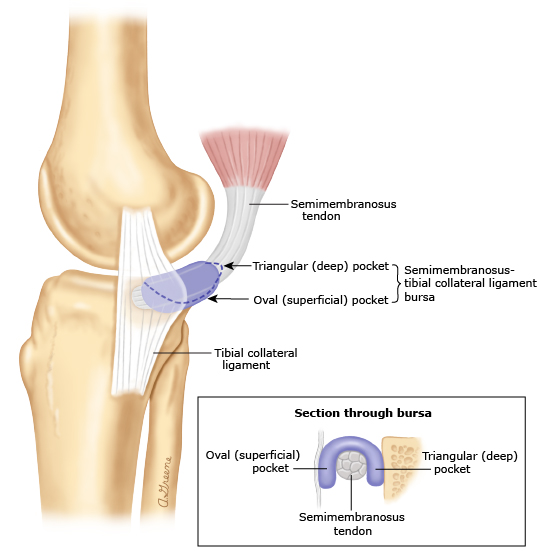 Semimembranosus
tendon
Triangular (deep) pocket
Oval (superficial) pocket
Semimembranosus-
tibial collateral ligament
bursa
Tibial collateral
ligament
A.Greene
Section through bursa
Oval (superficial)
pocket
Triangular (deep)
pocket
Semimembranosus
tendon